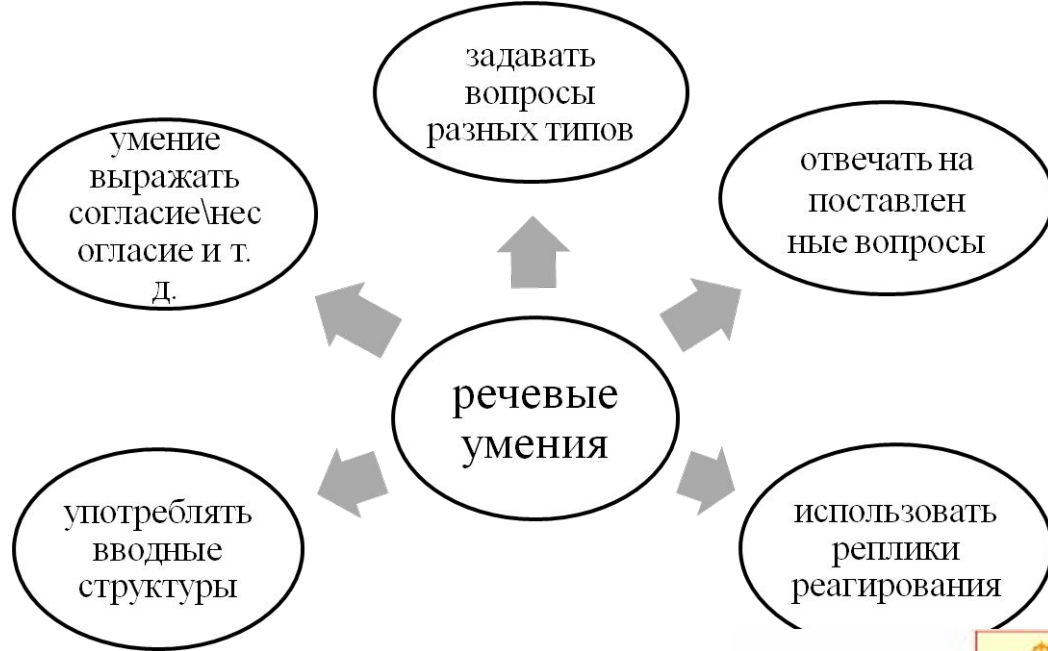 задавать
вопросы
разных типов
умение
выражать
согласие\нес
огласие и т.
д.
отвечать на
поставлен
ные вопросы
речевые
умения
употреблять
вводные
структуры
использовать
реплики
реагирования